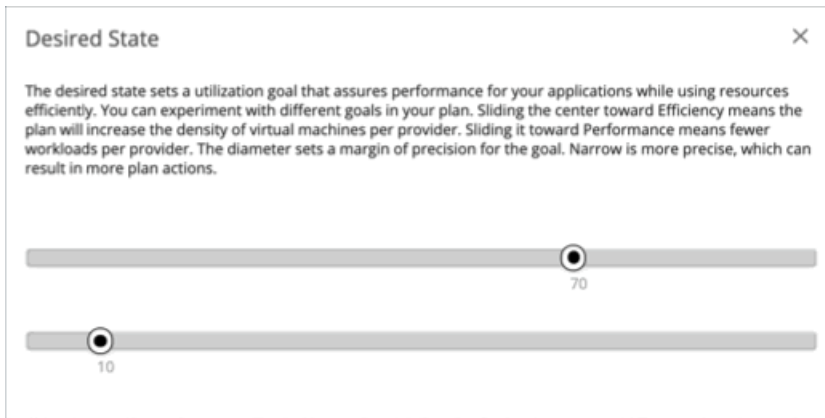 Desired State
The desired state sets a utilization goal that assures performance for your applications while using resources
efficiently. You can experiment with different goals in your plan. Sliding the center toward Efficiency means the
plan will increase the density of virtual machines per provider. Sliding it toward Performance means fewer
workloads per provider. The diameter sets a margin of precision for the goal. Narrow is more precise, which can
result in more plan actions.
70
10